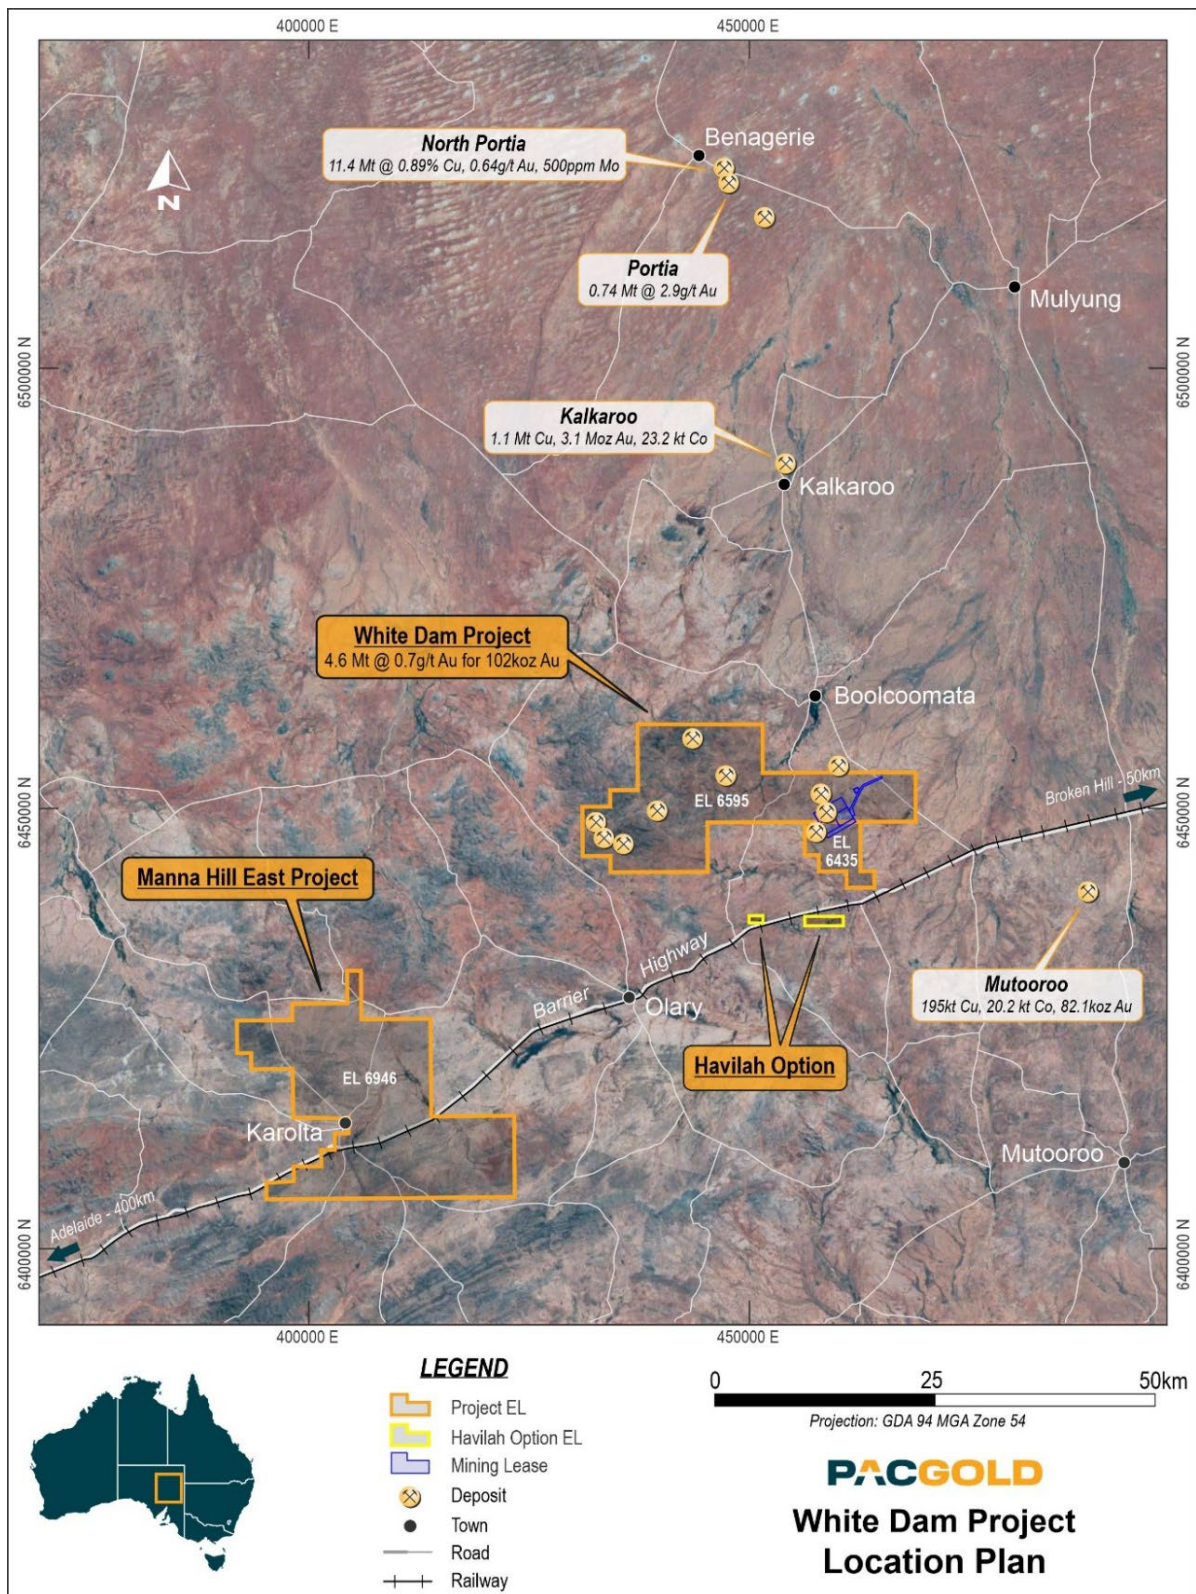 400000 E
450000 E
North Portia
11.4 Mt @ 0.89% Cu, 0.64g/t Au, 500ppm Mo
Benagerie
N
Portia
0.74 Mt @ 2.9g/t Au
Mulyung
6500000 N
6500000 N
Kalkaroo
1.1 Mt Cu, 3.1 Moz Au, 23.2 kt Co
Kalkaroo
White Dam Project
4.6 Mt @ 0.7g/t Au for 102koz Au
Boolcoomata
Broken Hill - 50km
EL 6595
6450000 N
6450000 N
EL
6435
Manna Hill East Project
Barrier Highway
Olary
Mutooroo
195kt Cu, 20.2 kt Co, 82.1koz Au
Havilah Option
EL 6946
Karolta
Mutooroo
Adelaide - 400km
6400000 N
6400000 N
400000 E
450000 E
LEGEND
Project EL
Havilah Option EL
Mining Lease
Deposit
Town
Road
Railway
0 25 50km
Projection: GDA 94 MGA Zone 54
PACGOLD
White Dam Project
Location Plan